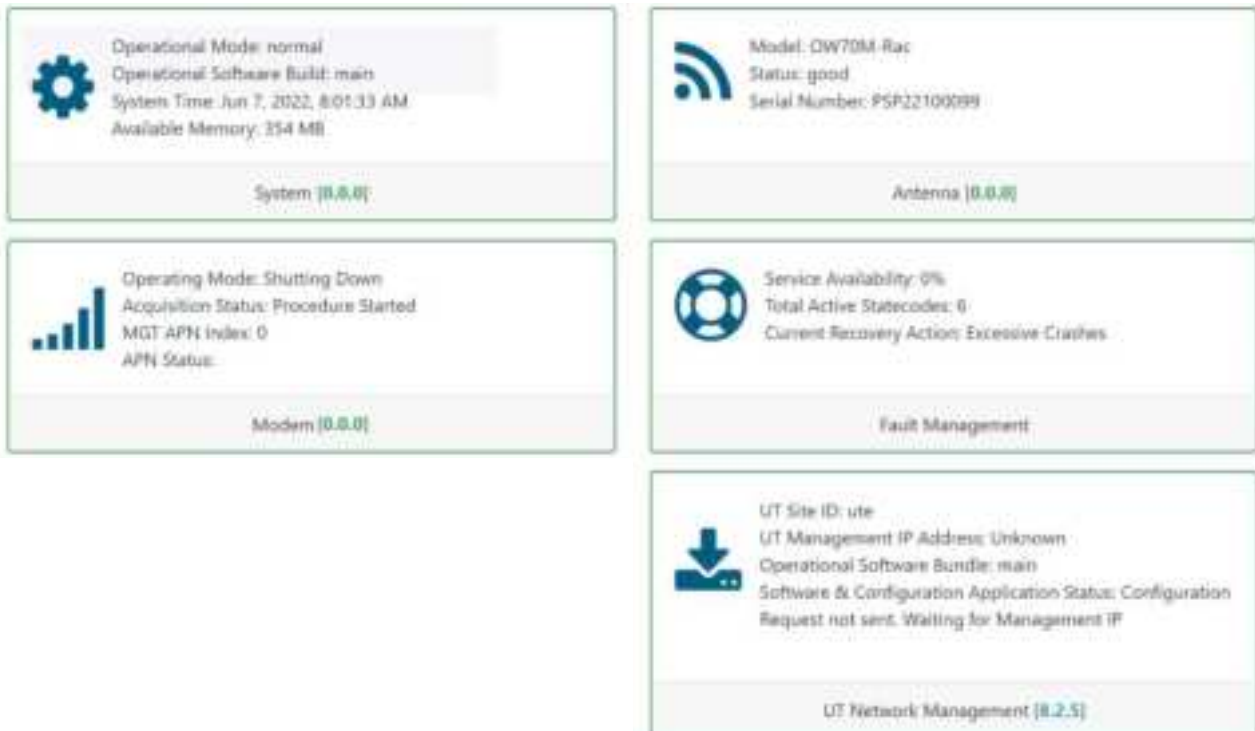 Operational Mode: normal
Operational Software Build: main
System Time: Jun 7, 2022, 8:01:33 AM
Available Memory: 354 MB
System [0.0.0]
Model: OW70M-Rac
Status: good
Serial Number: PSP22100099
Antenna [0.0.0]
Operating Mode: Shutting Down
Acquisition Status: Procedure Started
MGT APN Index: 0
APN Status:
Modem [0.0.0]
Service Availability: 0%
Total Active Statecodes: 6
Current Recovery Action: Excessive Crashes
Fault Management
UT Site ID: ute
UT Management IP Address: Unknown
Operational Software Bundle: main
Software & Configuration Application Status: Configuration
Request not sent. Waiting for Management IP
UT Network Management [8.2.5]